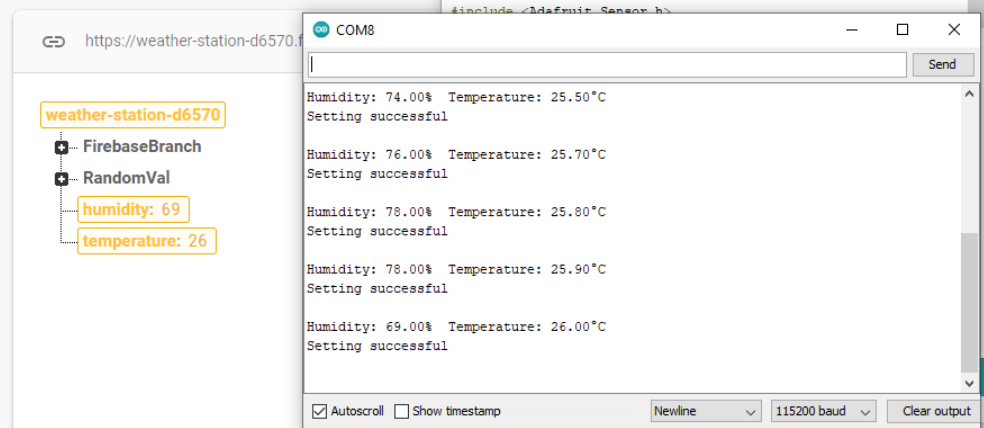 #include <Adafruit_Sensor.h>
https://weather-station-d6570.f
weather-station-d6570
FirebaseBranch
RandomVal
humidity: 69
temperature: 26
COM8
Send
Humidity: 74.00%  Temperature: 25.50°C
Setting successful
Humidity: 76.00%  Temperature: 25.70°C
Setting successful
Humidity: 78.00%  Temperature: 25.80°C
Setting successful
Humidity: 78.00%  Temperature: 25.90°C
Setting successful
Humidity: 69.00%  Temperature: 26.00°C
Setting successful
Autoscroll
Show timestamp
Newline
115200 baud
Clear output